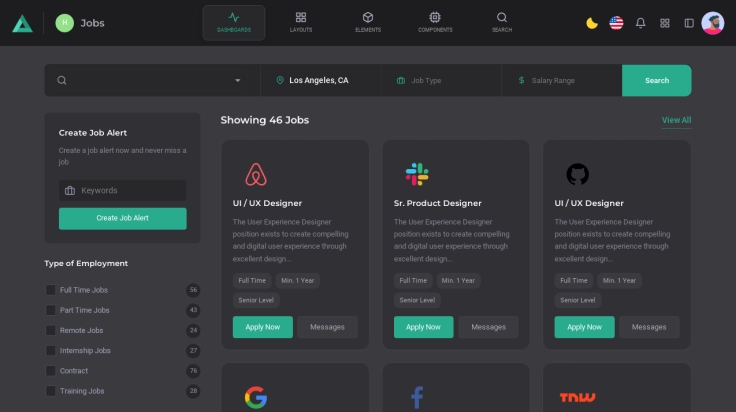 H Jobs
DASHBOARDS
LAYOUTS
ELEMENTS
COMPONENTS
SEARCH
Los Angeles, CA
Job Type
$ Salary Range
Search
Create Job Alert
Create a job alert now and never miss a
job
Keywords
Create Job Alert
Type of Employment
Full Time Jobs 56
Part Time Jobs 43
Remote Jobs 24
Internship Jobs 27
Contract 76
Training Jobs 28
Showing 46 Jobs
View All
UI / UX Designer
The User Experience Designer
position exists to create compelling
and digital user experience through
excellent design...
Full Time Min. 1 Year
Senior Level
Apply Now Messages
Sr. Product Designer
The User Experience Designer
position exists to create compelling
and digital user experience through
excellent design...
Full Time Min. 1 Year
Senior Level
Apply Now Messages
UI / UX Designer
The User Experience Designer
position exists to create compelling
and digital user experience through
excellent design...
Full Time Min. 1 Year
Senior Level
Apply Now Messages
G
f
TNW